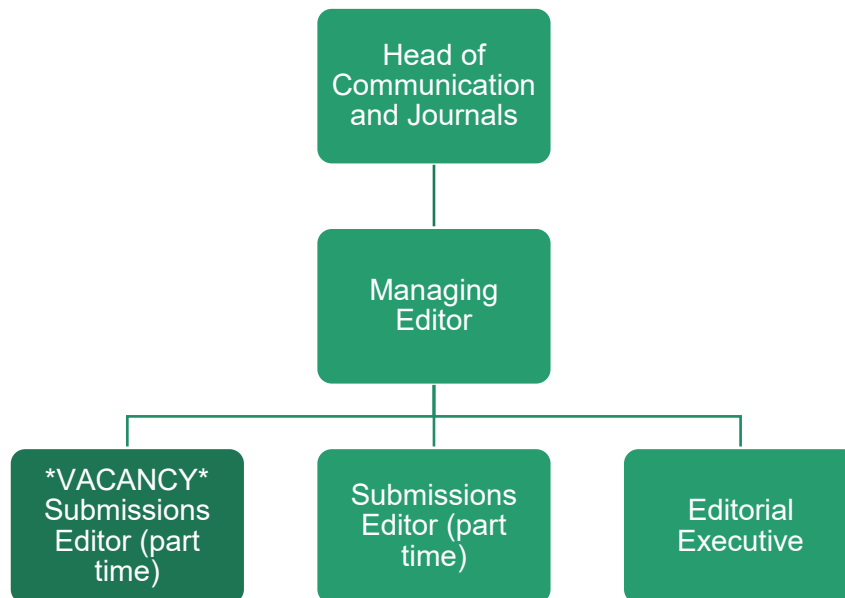 Head of
Communication
and Journals
Managing
Editor
*VACANCY*
Submissions
Editor (part
time)
Submissions
Editor (part
time)
Editorial
Executive